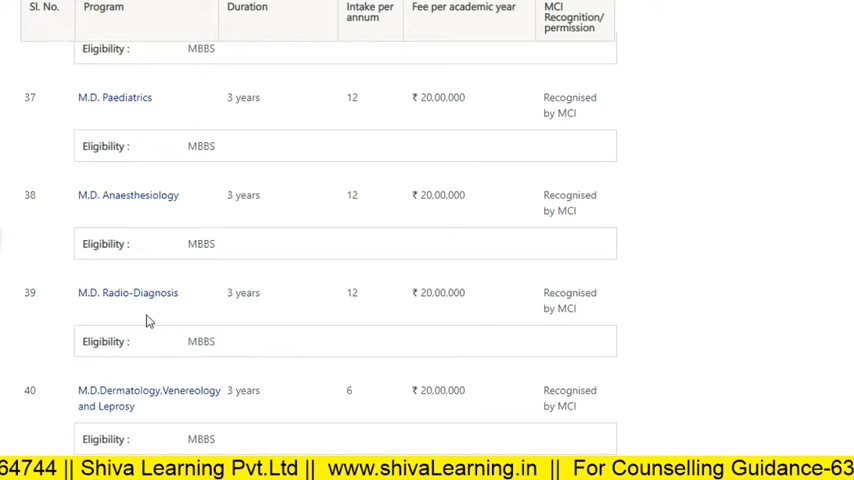 Sl. No. Program Duration Intake per annum Fee per academic year MCI Recognition/ permission
Eligibility : MBBS
37 M.D. Paediatrics 3 years 12 ₹ 20,00,000 Recognised by MCI
Eligibility : MBBS
38 M.D. Anaesthesiology 3 years 12 ₹ 20,00,000 Recognised by MCI
Eligibility : MBBS
39 M.D. Radio-Diagnosis 3 years 12 ₹ 20,00,000 Recognised by MCI
Eligibility : MBBS
40 M.D.Dermatology,Venereology and Leprosy 3 years 6 ₹ 20,00,000 Recognised by MCI
Eligibility : MBBS
64744 || Shiva Learning Pvt.Ltd || www.shivaLearning.in || For Counselling Guidance-63